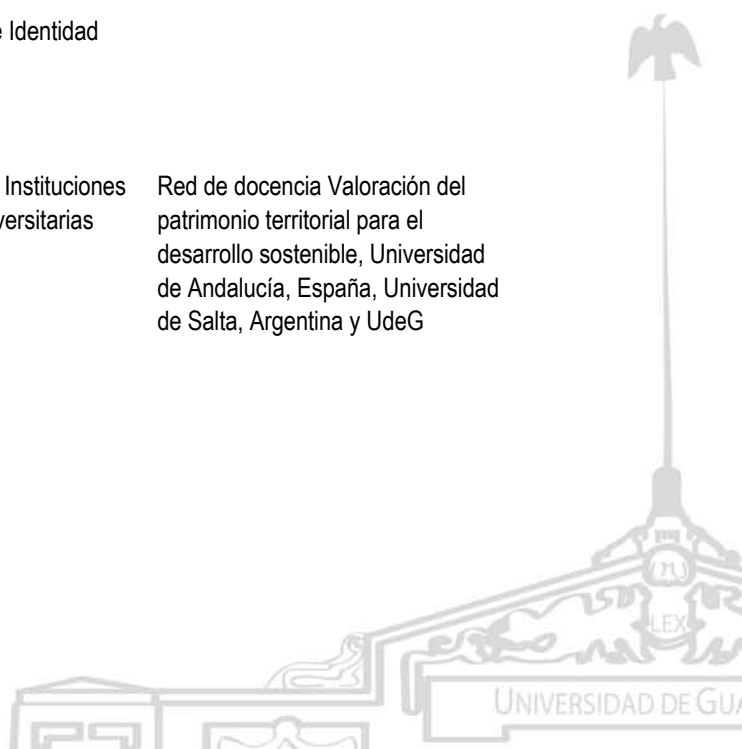 e Identidad
Instituciones
versitarias
Red de docencia Valoración del
patrimonio territorial para el
desarrollo sostenible, Universidad
de Andalucía, España, Universidad
de Salta, Argentina y UdeG
LEX
UNIVERSIDAD DE GUA